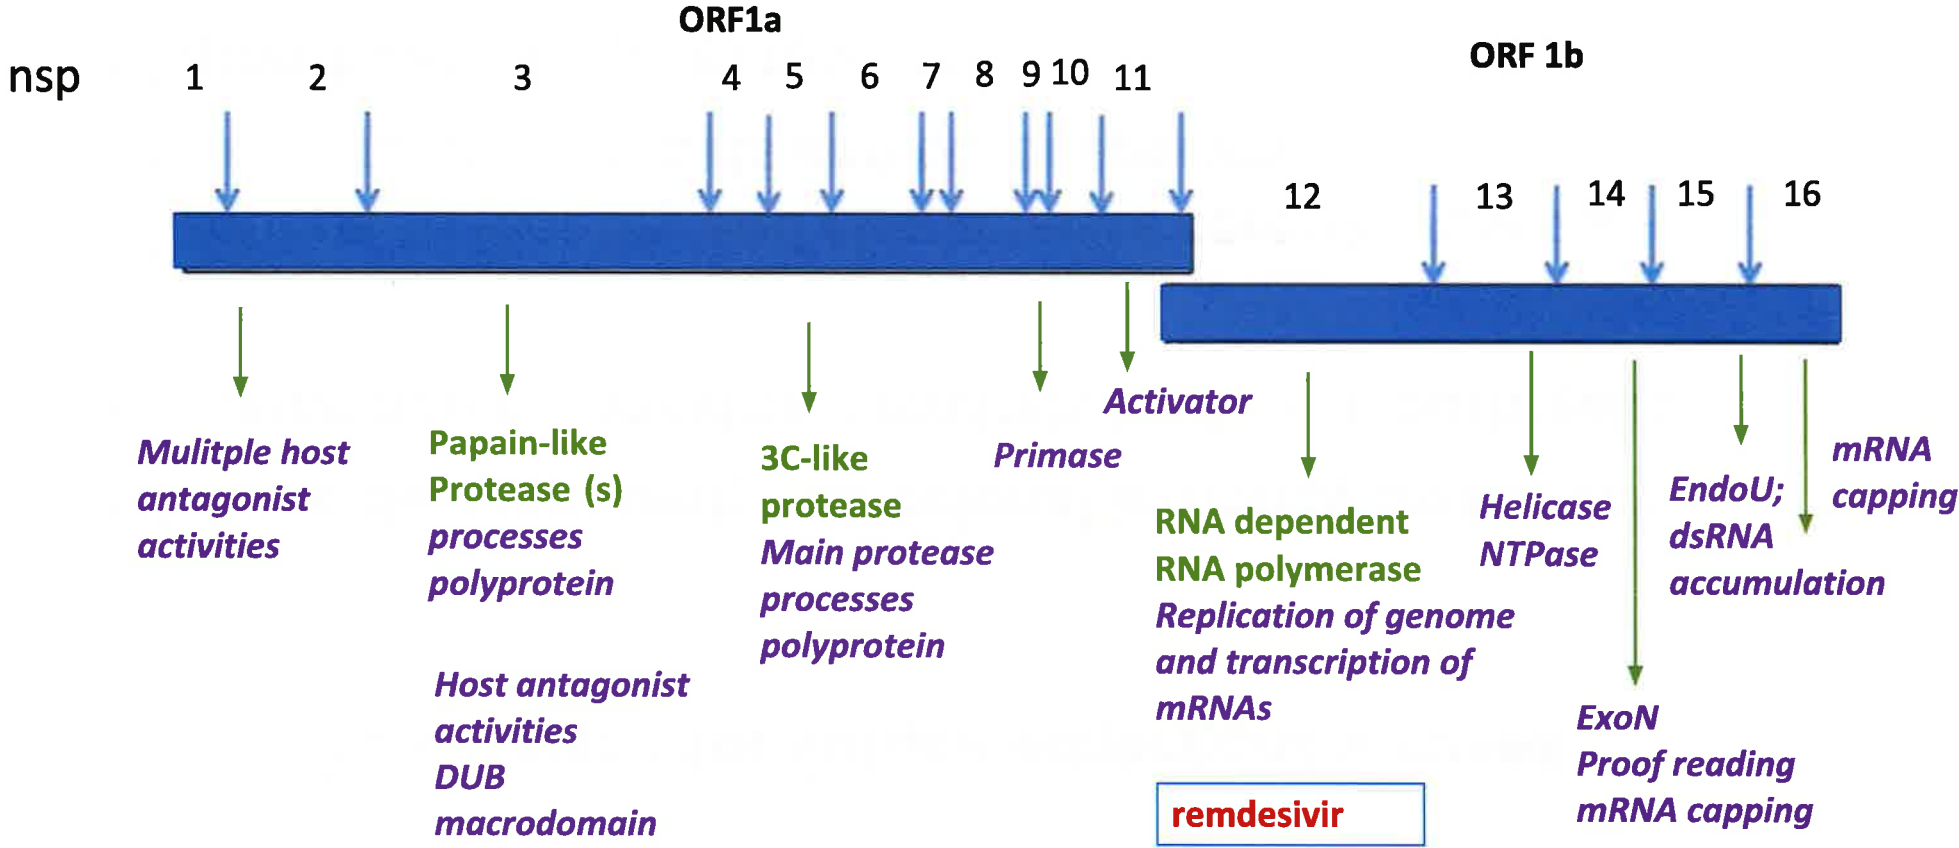 ORF1a
ORF 1b
nsp 1 2 3 4 5 6 7 8 9 10 11
12 13 14 15 16
Mulitple host
antagonist
activities
Papain-like
Protease (s)
processes
polyprotein
Host antagonist
activities
DUB
macrodomain
3C-like
protease
Main protease
processes
polyprotein
Primase
Activator
RNA dependent
RNA polymerase
Replication of genome
and transcription of
mRNAs
remdesivir
Helicase
NTPase
ExoN
Proof reading
mRNA capping
EndoU;
dsRNA
accumulation
mRNA
capping